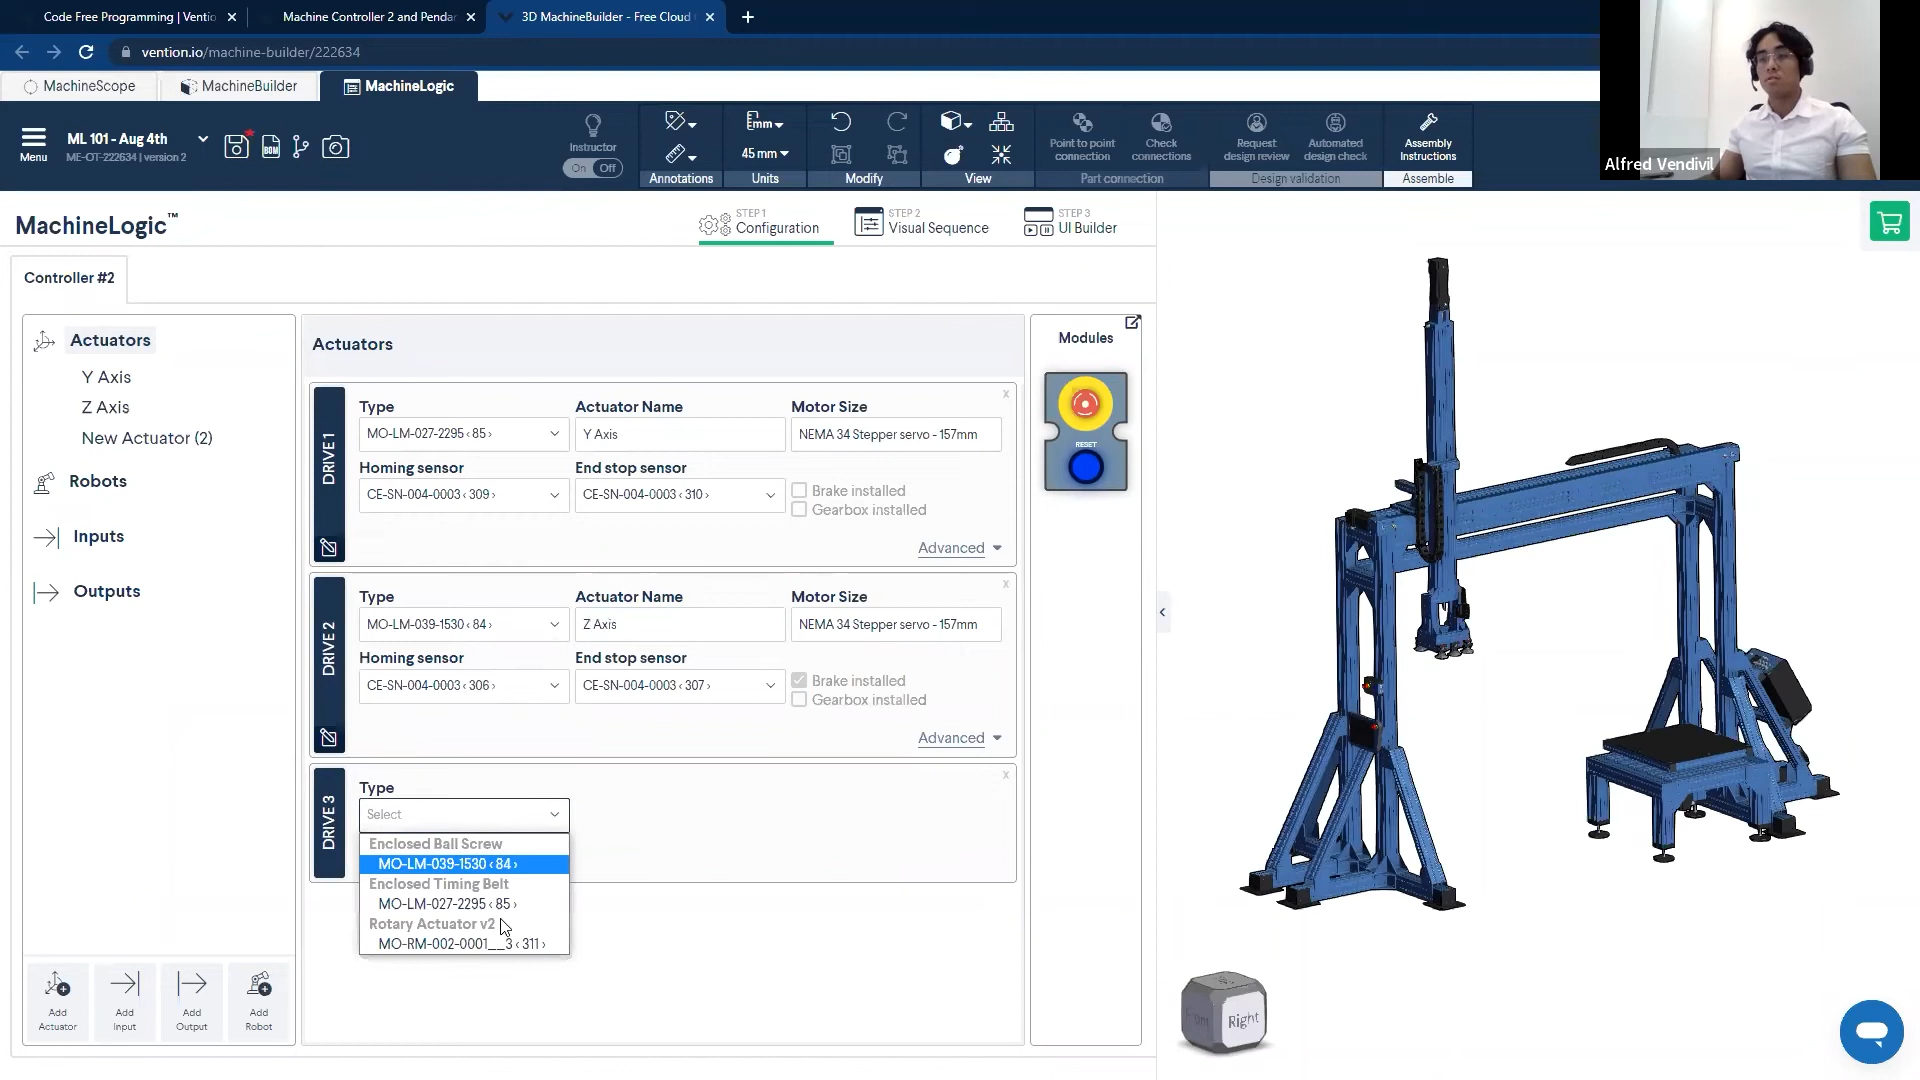 Code Free Programming | Ventio
Machine Controller 2 and Pendar
3D MachineBuilder - Free Cloud
vention.io/machine-builder/222634
MachineScope
MachineBuilder
MachineLogic
Menu
ML 101 - Aug 4th
ME-OT-222634 | version 2
BOM
Instructor
On
Off
Annotations
mm
45 mm
Units
Modify
View
Point to point
connection
Check
connections
Part connection
Request
design review
Automated
design check
Design validation
Assembly
Instructions
Assemble
Alfred Vendivil
MachineLogic™
STEP 1
Configuration
STEP 2
Visual Sequence
STEP 3
UI Builder
Controller #2
Actuators
Y Axis
Z Axis
New Actuator (2)
Robots
Inputs
Outputs
Add
Actuator
Add
Input
Add
Output
Add
Robot
Actuators
DRIVE 1
Type
Actuator Name
Motor Size
MO-LM-027-2295 ‹ 85 ›
Y Axis
NEMA 34 Stepper servo - 157mm
Homing sensor
End stop sensor
CE-SN-004-0003 ‹ 309 ›
CE-SN-004-0003 ‹ 310 ›
Brake installed
Gearbox installed
Advanced
x
DRIVE 2
Type
Actuator Name
Motor Size
MO-LM-039-1530 ‹ 84 ›
Z Axis
NEMA 34 Stepper servo - 157mm
Homing sensor
End stop sensor
CE-SN-004-0003 ‹ 306 ›
CE-SN-004-0003 ‹ 307 ›
Brake installed
Gearbox installed
Advanced
x
DRIVE 3
Type
Select
Enclosed Ball Screw
MO-LM-039-1530 ‹ 84 ›
Enclosed Timing Belt
MO-LM-027-2295 ‹ 85 ›
Rotary Actuator v2
MO-RM-002-0001__3 ‹ 311 ›
x
Modules
RESET
Right